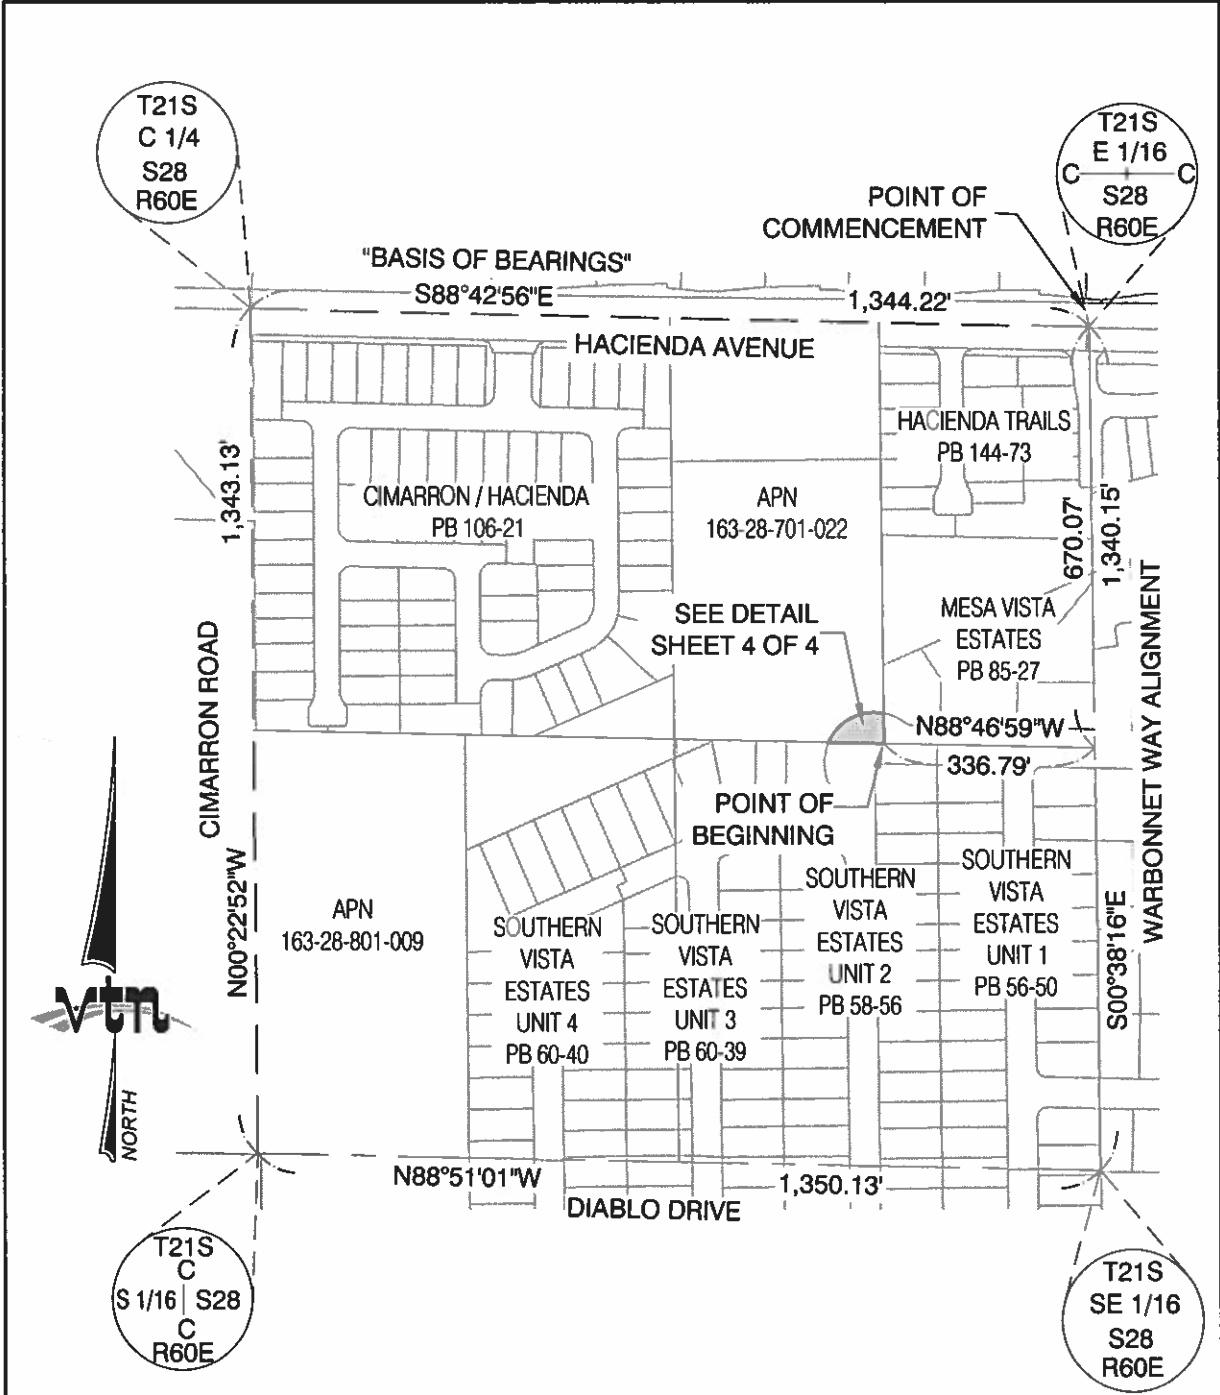 T21S
C 1/4
S28
R60E
T21S
E 1/16
C C
S28
R60E
POINT OF
COMMENCEMENT
"BASIS OF BEARINGS"
S88°42'56"E
1,344.22'
HACIENDA AVENUE
HACIENDA TRAILS
PB 144-73
CIMARRON / HACIENDA
PB 106-21
APN
163-28-701-022
1,343.13'
670.07'
1,340.15'
SEE DETAIL
SHEET 4 OF 4
MESA VISTA
ESTATES
PB 85-27
CIMARRON ROAD
WARBONNET WAY ALIGNMENT
N88°46'59"W
336.79'
POINT OF
BEGINNING
N00°22'52"W
APN
163-28-801-009
SOUTHERN
VISTA
ESTATES
UNIT 4
PB 60-40
SOUTHERN
VISTA
ESTATES
UNIT 3
PB 60-39
SOUTHERN
VISTA
ESTATES
UNIT 2
PB 58-56
SOUTHERN
VISTA
ESTATES
UNIT 1
PB 56-50
S00°38'16"E
vtn
NORTH
N88°51'01"W
1,350.13'
DIABLO DRIVE
T21S
C
S 1/16 S28
C
R60E
T21S
SE 1/16
S28
R60E